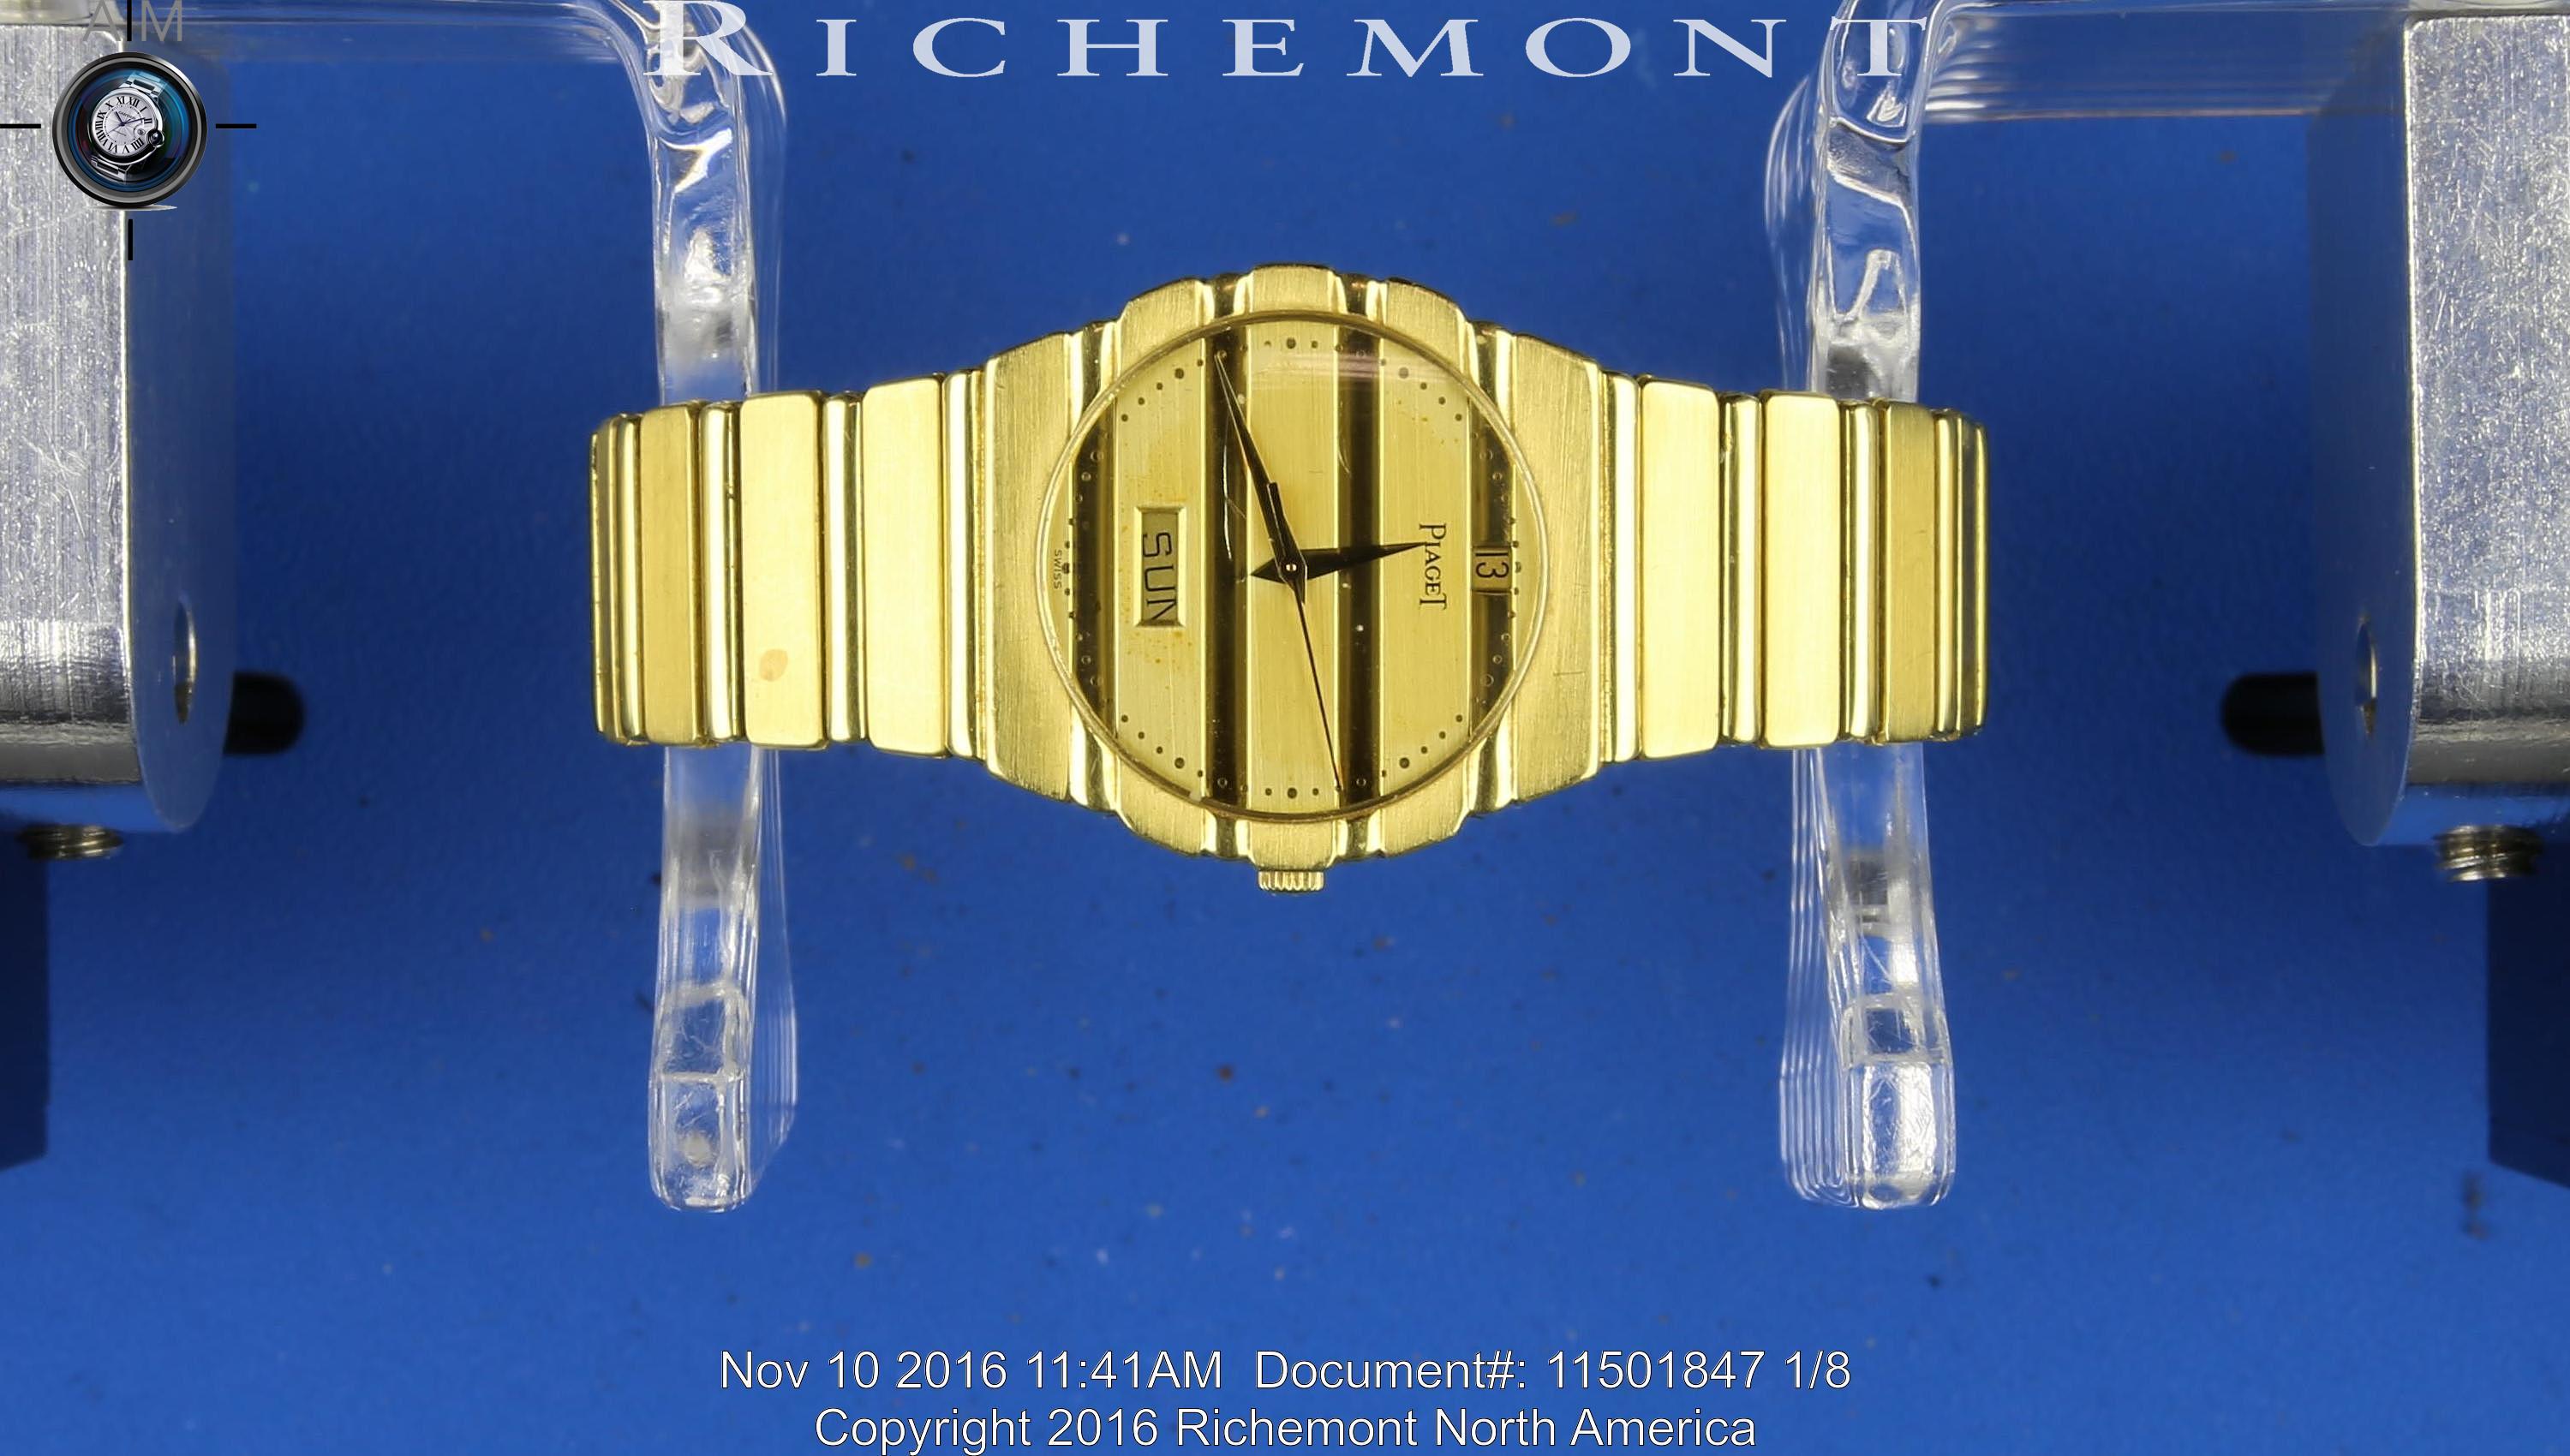 AM
RICHEMONT
PIAGET
13
SUN
SWISS
Nov 10 2016 11:41AM Document#: 11501847 1/8
Copyright 2016 Richemont North America